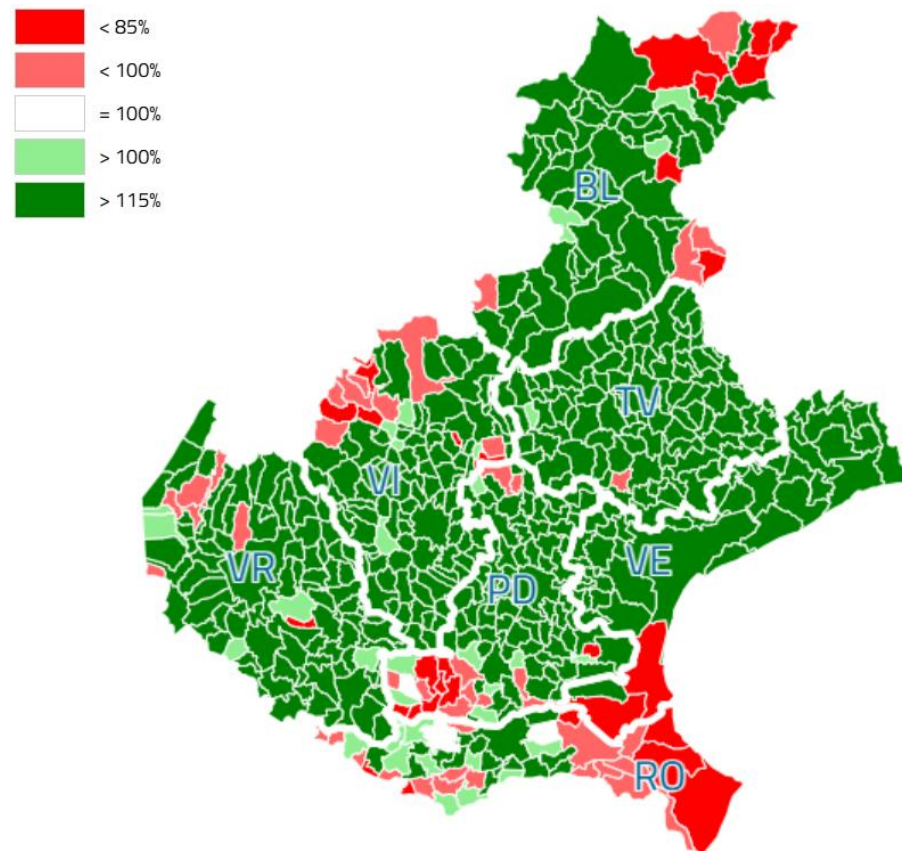 < 85%
< 100%
= 100%
> 100%
> 115%
BL
TV
VI
VR
PD
VE
RO